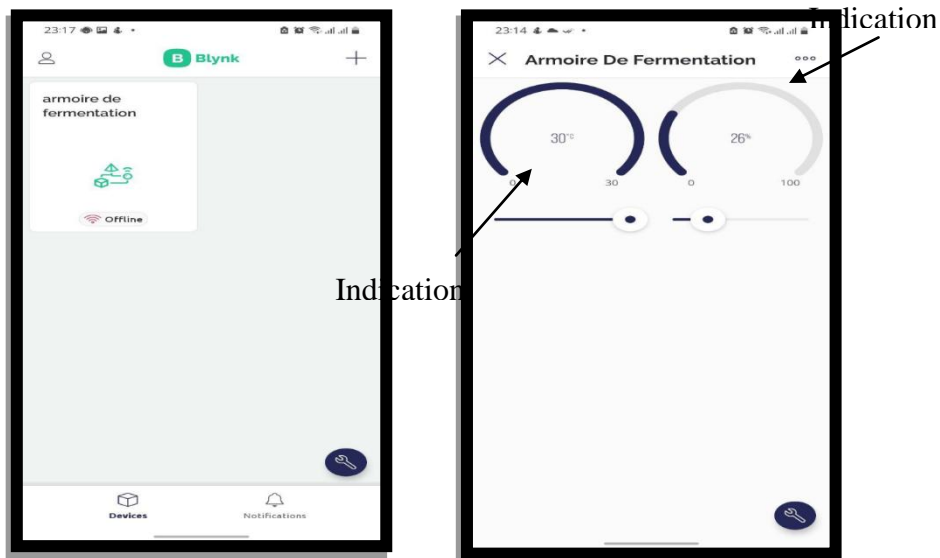 23:17
B Blynk
armoire de
fermentation
Offline
Devices
Notifications
Indication
23:14
Armoire De Fermentation
30°C
0
30
26%
0
100
Indication